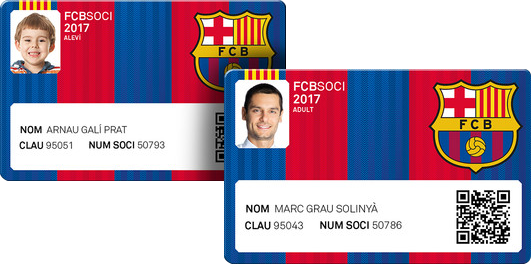 FCBSOCI
2017
ALEVÍ
FCB
NOM ARNAU GALÍ PRAT
CLAU 95051 NUM SOCI 50793
FCBSOCI
2017
ADULT
FCB
NOM MARC GRAU SOLINYÀ
CLAU 95043 NUM SOCI 50786